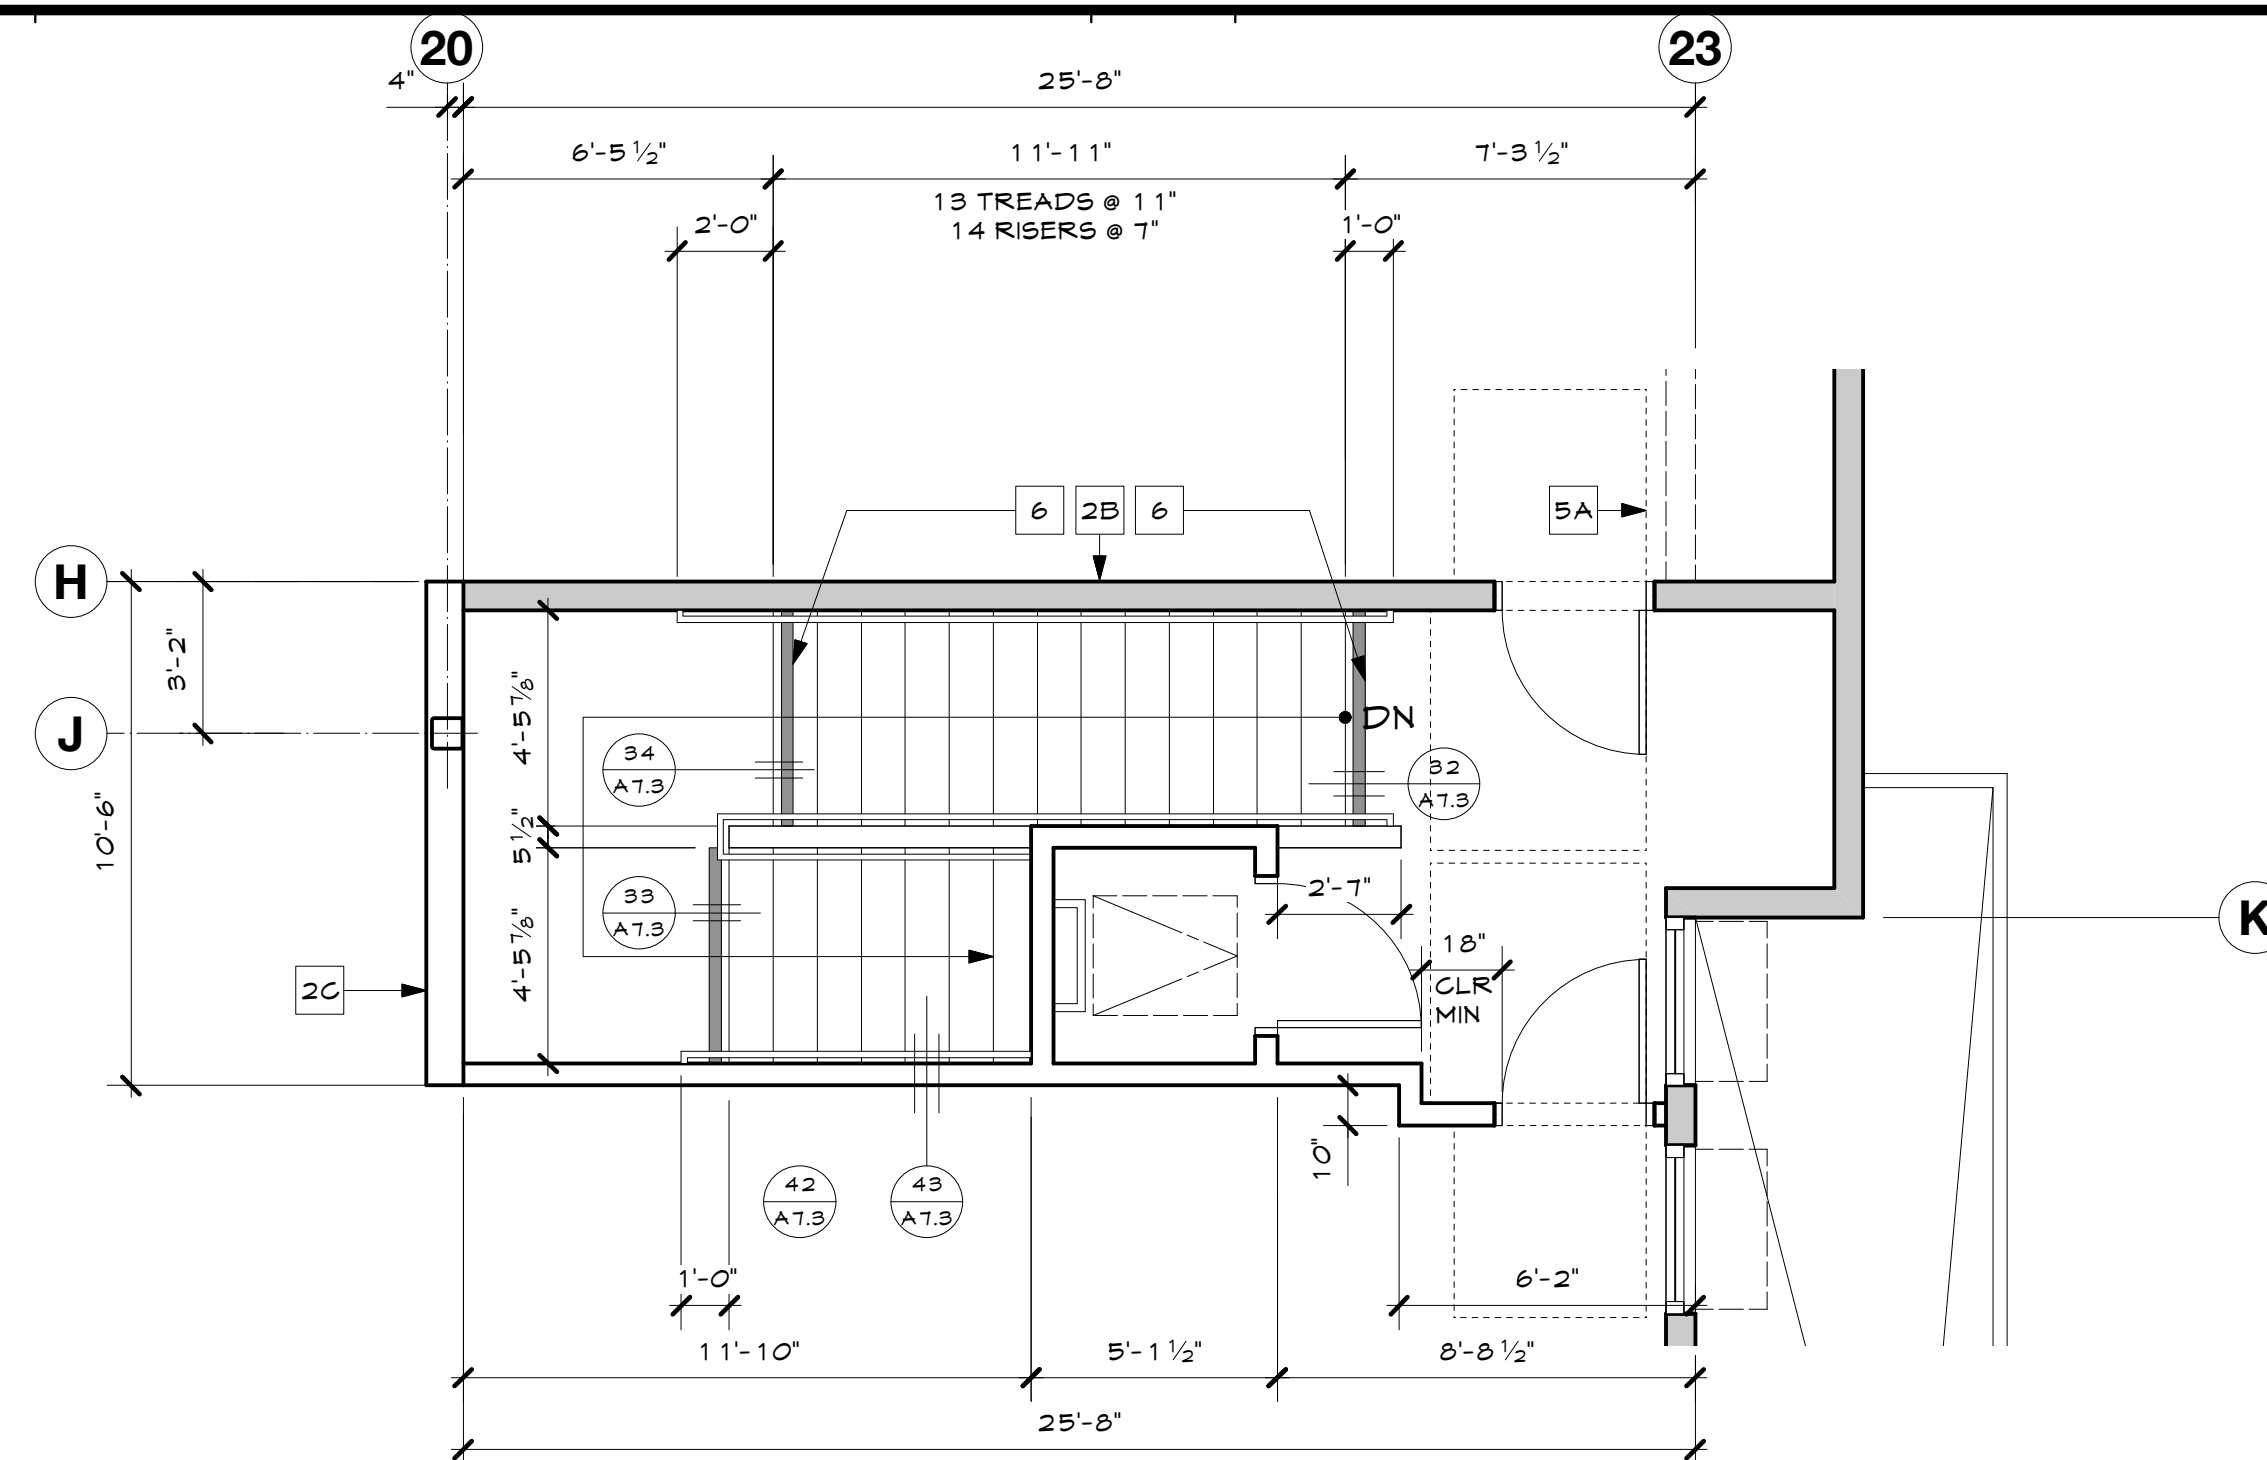 20
23
4"
25'-8"
6'-5 1/2"
11'-11"
7'-3 1/2"
13 TREADS @ 11"
14 RISERS @ 7"
2'-0"
1'-0"
6
2B
6
5A
H
3'-2"
J
10'-6"
4'-5 7/8"
DN
34
A7.3
32
A7.3
5 1/2"
33
A7.3
2'-7"
K
4'-5 7/8"
18"
CLR
MIN
2C
10"
42
A7.3
43
A7.3
1'-0"
6'-2"
11'-10"
5'-1 1/2"
8'-8 1/2"
25'-8"